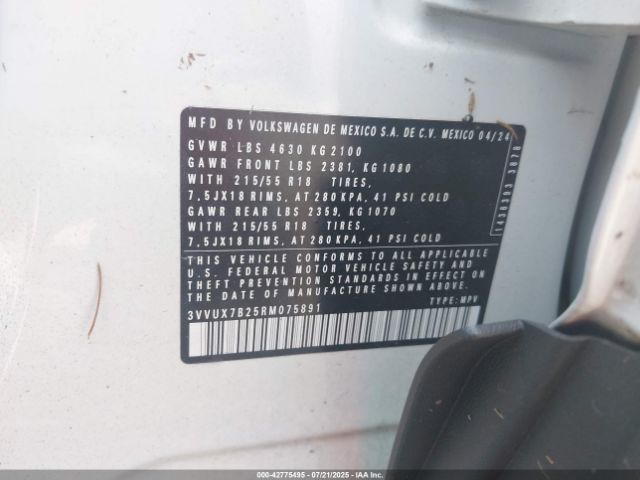 MFD BY VOLKSWAGEN DE MEXICO S.A. DE C.V. MEXICO 04/24
GVWR LBS 4630 KG 2100
GAWR FRONT LBS 2381, KG 1080
WITH 215/55 R18 TIRES,
7,5JX18 RIMS, AT 280 KPA, 41 PSI COLD
GAWR REAR LBS 2359, KG 1070
WITH 215/55 R18 TIRES,
7,5JX18 RIMS, AT 280 KPA, 41 PSI COLD
THIS VEHICLE CONFORMS TO ALL APPLICABLE
U.S. FEDERAL MOTOR VEHICLE SAFETY AND
THEFT PREVENTION STANDARDS IN EFFECT ON
THE DATE OF MANUFACTURE SHOWN ABOVE.
3VVUX7B25RM075891 TYPE: MPV
1430393 3878
000-42775495 - 07/21/2025 - Copart, Inc.